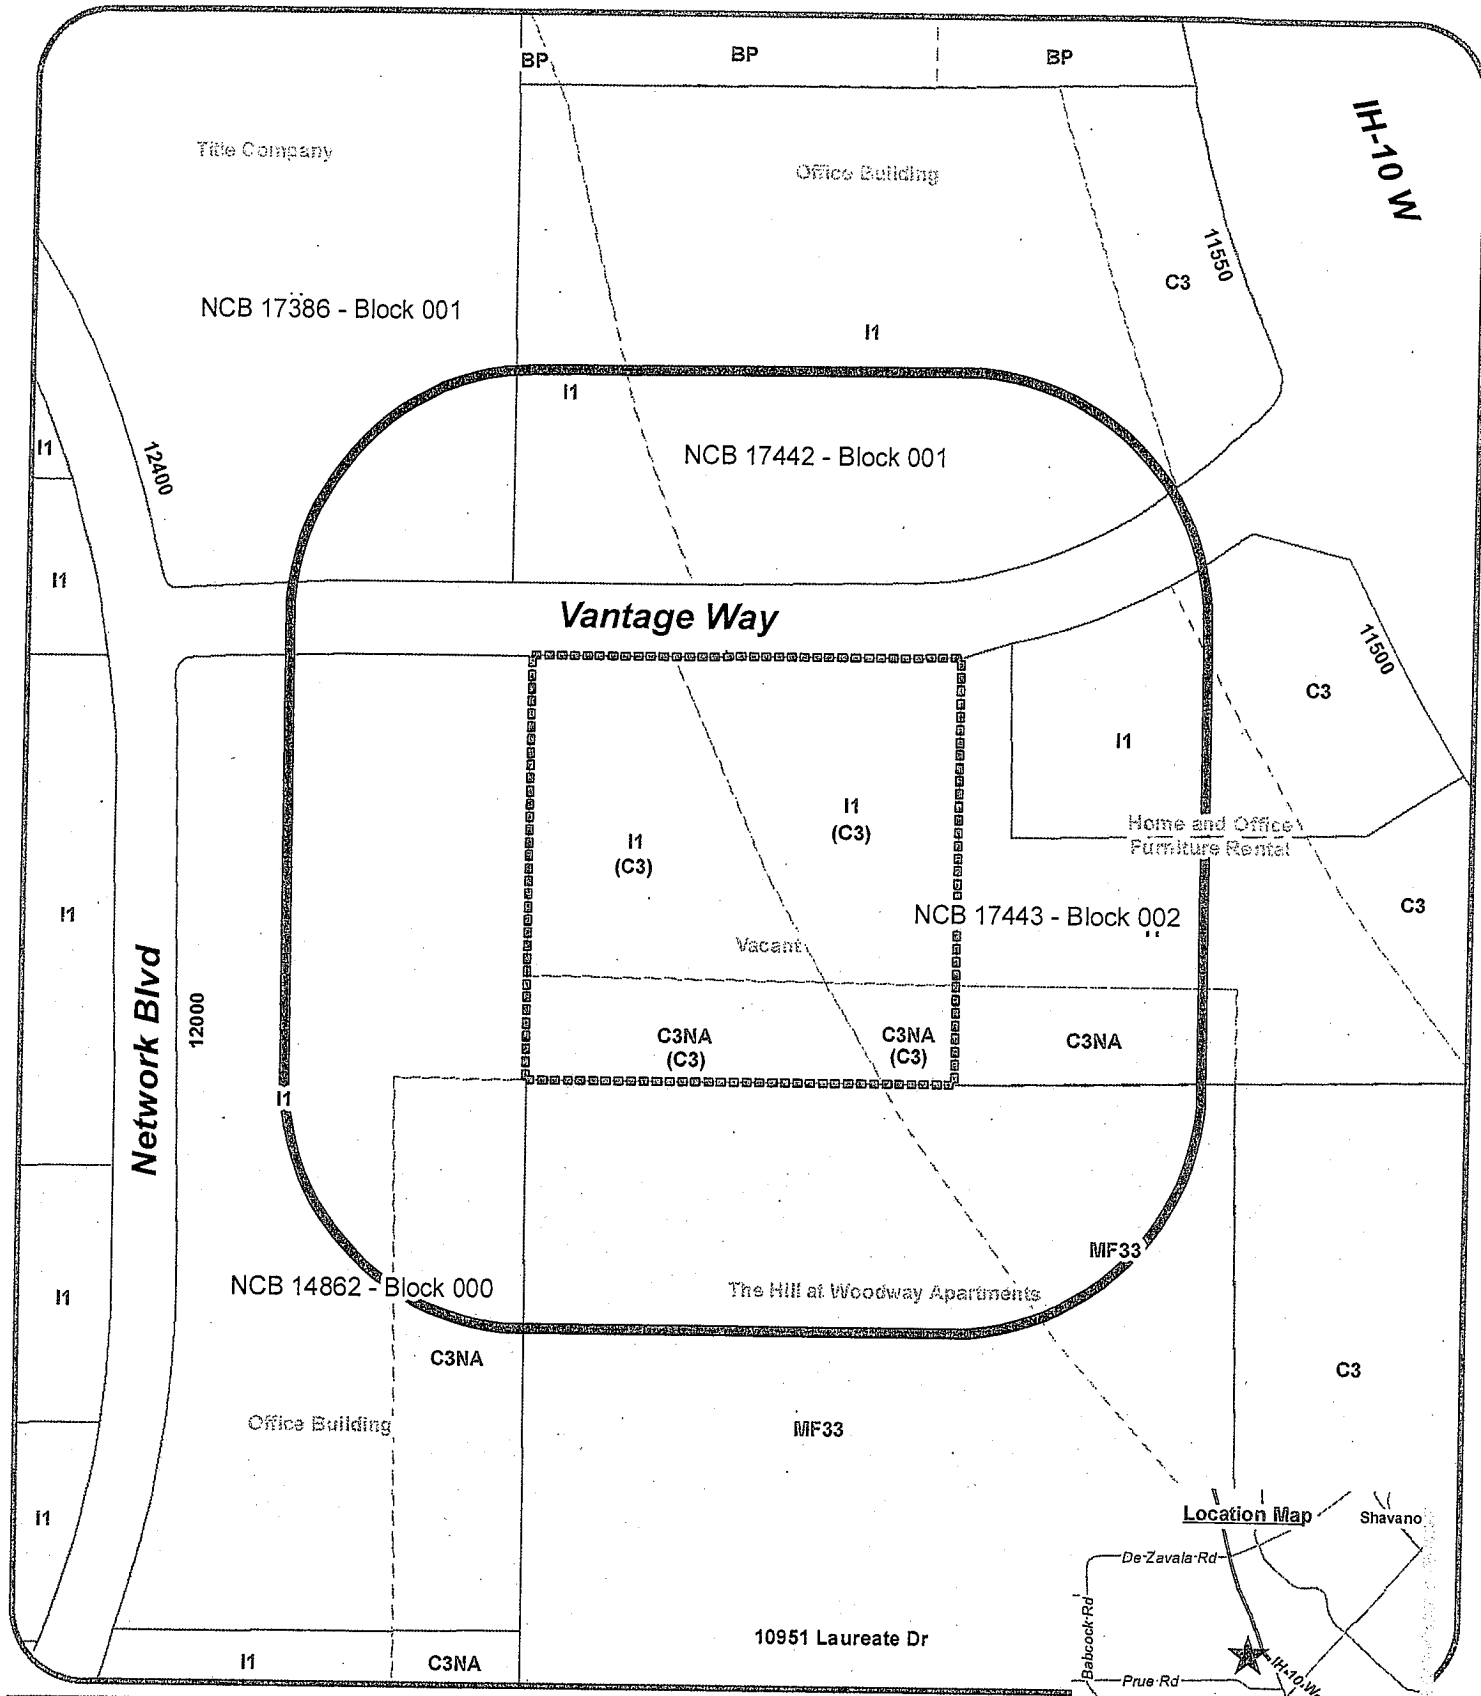 BP
BP
BP
IH-10 W
Title Company
Office Building
11550
C3
NCB 17386 - Block 001
I1
I1
I1
12400
NCB 17442 - Block 001
I1
Vantage Way
11500
C3
I1
I1
(C3)
I1
(C3)
Home and Office
Furniture Rental
I1
C3
NCB 17443 - Block 002
Vacant
Network Blvd
12000
C3NA
(C3)
C3NA
(C3)
C3NA
I1
MF33
NCB 14862 - Block 000
The Hill at Woodway Apartments
I1
C3NA
C3
Office Building
MF33
I1
Location Map
Shavano
De Zavala Rd
Babcock Rd
10951 Laureate Dr
I1
C3NA
Prue Rd
IH-10 W